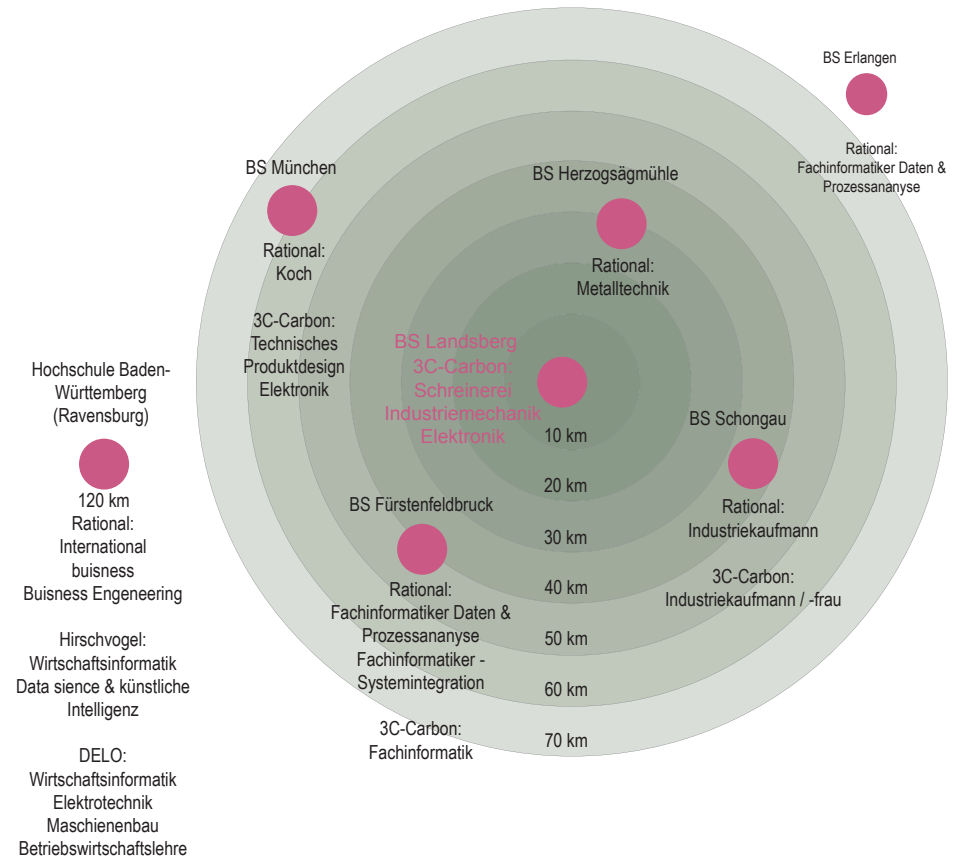 BS Erlangen
Rational:
Fachinformatiker Daten &
Prozessananyse
BS München
Rational:
Koch
3C-Carbon:
Technisches
Produktdesign
Elektronik
BS Herzogsägmühle
Rational:
Metalltechnik
BS Landsberg
3C-Carbon:
Schreinerei
Industriemechanik
Elektronik
Hochschule Baden-
Württemberg
(Ravensburg)
120 km
Rational:
International
buisness
Buisness Engeneering
Hirschvogel:
Wirtschaftsinformatik
Data sience & künstliche
Intelligenz
DELO:
Wirtschaftsinformatik
Elektrotechnik
Maschienenbau
Betriebswirtschaftslehre
BS Fürstenfeldbruck
Rational:
Fachinformatiker Daten &
Prozessananyse
Fachinformatiker -
Systemintegration
3C-Carbon:
Fachinformatik
BS Schongau
Rational:
Industriekaufmann
3C-Carbon:
Industriekaufmann / -frau
10 km
20 km
30 km
40 km
50 km
60 km
70 km